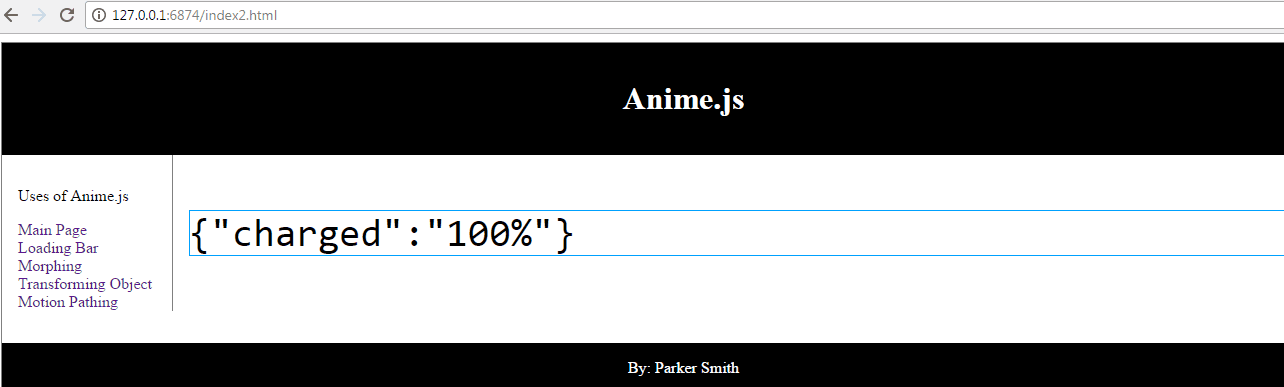 127.0.0.1:6874/index2.html
Anime.js
Uses of Anime.js
Main Page
Loading Bar
Morphing
Transforming Object
Motion Pathing
{"charged":"100%"}
By: Parker Smith